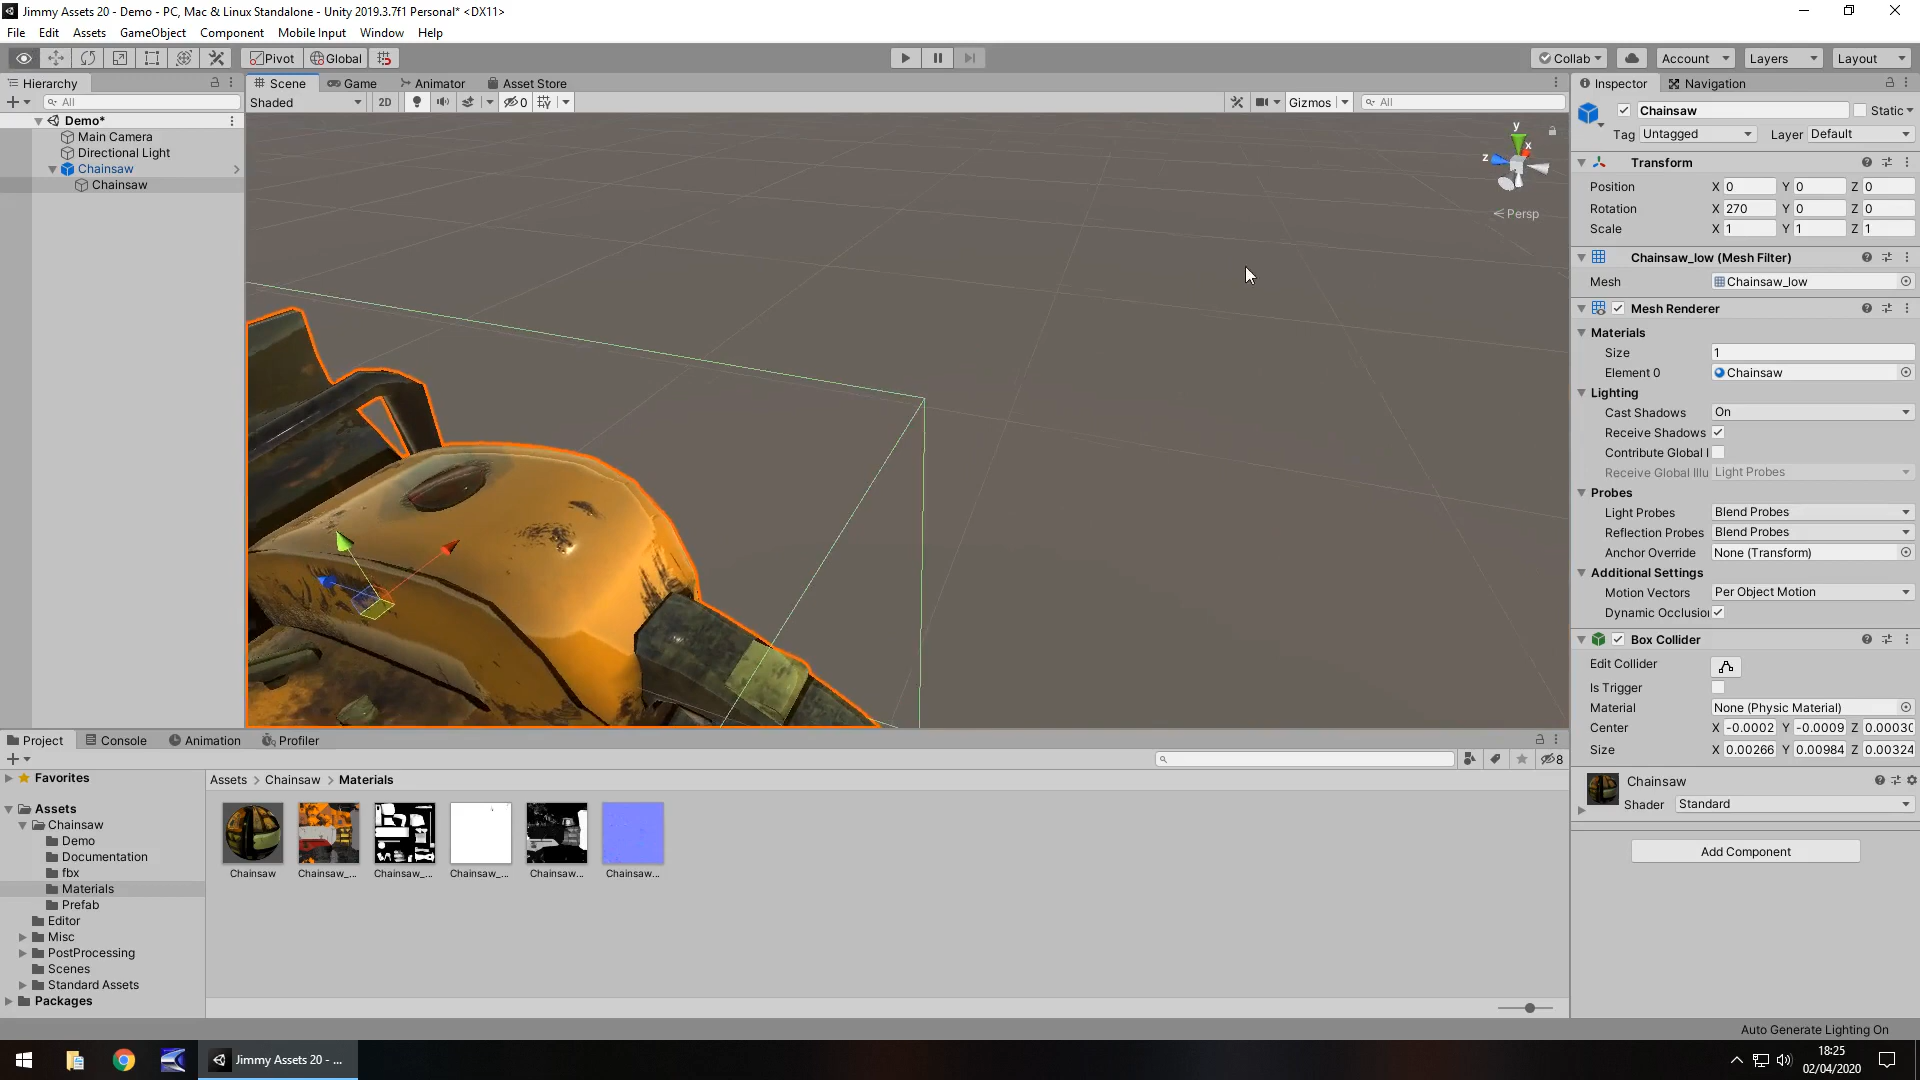 Jimmy Assets 20 - Demo - PC, Mac & Linux Standalone - Unity 2019.3.7f1 Personal* <DX11>
File Edit Assets GameObject Component Mobile Input Window Help
Pivot Global Collab Account Layers Layout
Hierarchy
All
Demo*
Main Camera
Directional Light
Chainsaw
Chainsaw
Scene Game Animator Asset Store
Shaded 2D 0 Gizmos All
y
x
z
Persp
Inspector Navigation
Chainsaw Static
Tag Untagged Layer Default
Transform
Position X 0 Y 0 Z 0
Rotation X 270 Y 0 Z 0
Scale X 1 Y 1 Z 1
Chainsaw_low (Mesh Filter)
Mesh Chainsaw_low
Mesh Renderer
Materials
Size 1
Element 0 Chainsaw
Lighting
Cast Shadows On
Receive Shadows
Contribute Global I
Receive Global Illu Light Probes
Probes
Light Probes Blend Probes
Reflection Probes Blend Probes
Anchor Override None (Transform)
Additional Settings
Motion Vectors Per Object Motion
Dynamic Occlusio
Box Collider
Edit Collider
Is Trigger
Material None (Physic Material)
Center X -0.0002 Y -0.0009 Z 0.00030
Size X 0.00266 Y 0.00984 Z 0.00324
Chainsaw
Shader Standard
Add Component
Project Console Animation Profiler
8
Favorites
Assets
Chainsaw
Demo
Documentation
fbx
Materials
Prefab
Editor
Misc
PostProcessing
Scenes
Standard Assets
Packages
Assets > Chainsaw > Materials
Chainsaw Chainsaw_... Chainsaw_... Chainsaw_... Chainsaw... Chainsaw...
Auto Generate Lighting On
Jimmy Assets 20 - ...
18:25
02/04/2020